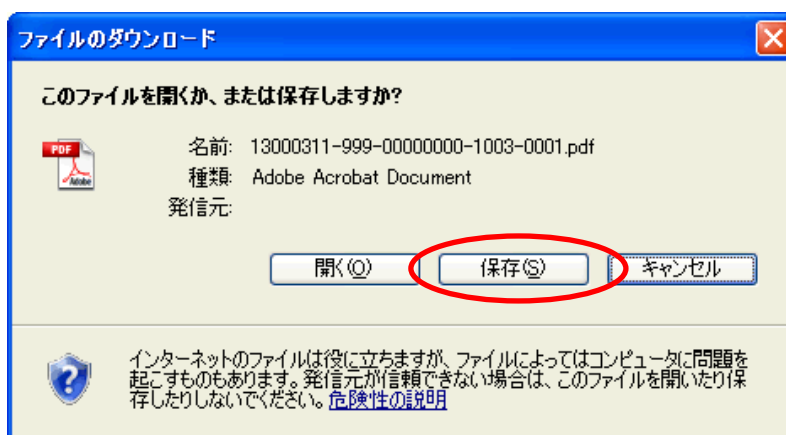 ファイルのダウンロード
このファイルを開くか、または保存しますか?
PDF
Adobe
名前: 13000311-999-00000000-1003-0001.pdf
種類: Adobe Acrobat Document
発信元:
開く(O) 保存(S) キャンセル
インターネットのファイルは役に立ちますが、ファイルによってはコンピュータに問題を
起こすものもあります。発信元が信頼できない場合は、このファイルを開いたり保
存したりしないでください。危険性の説明